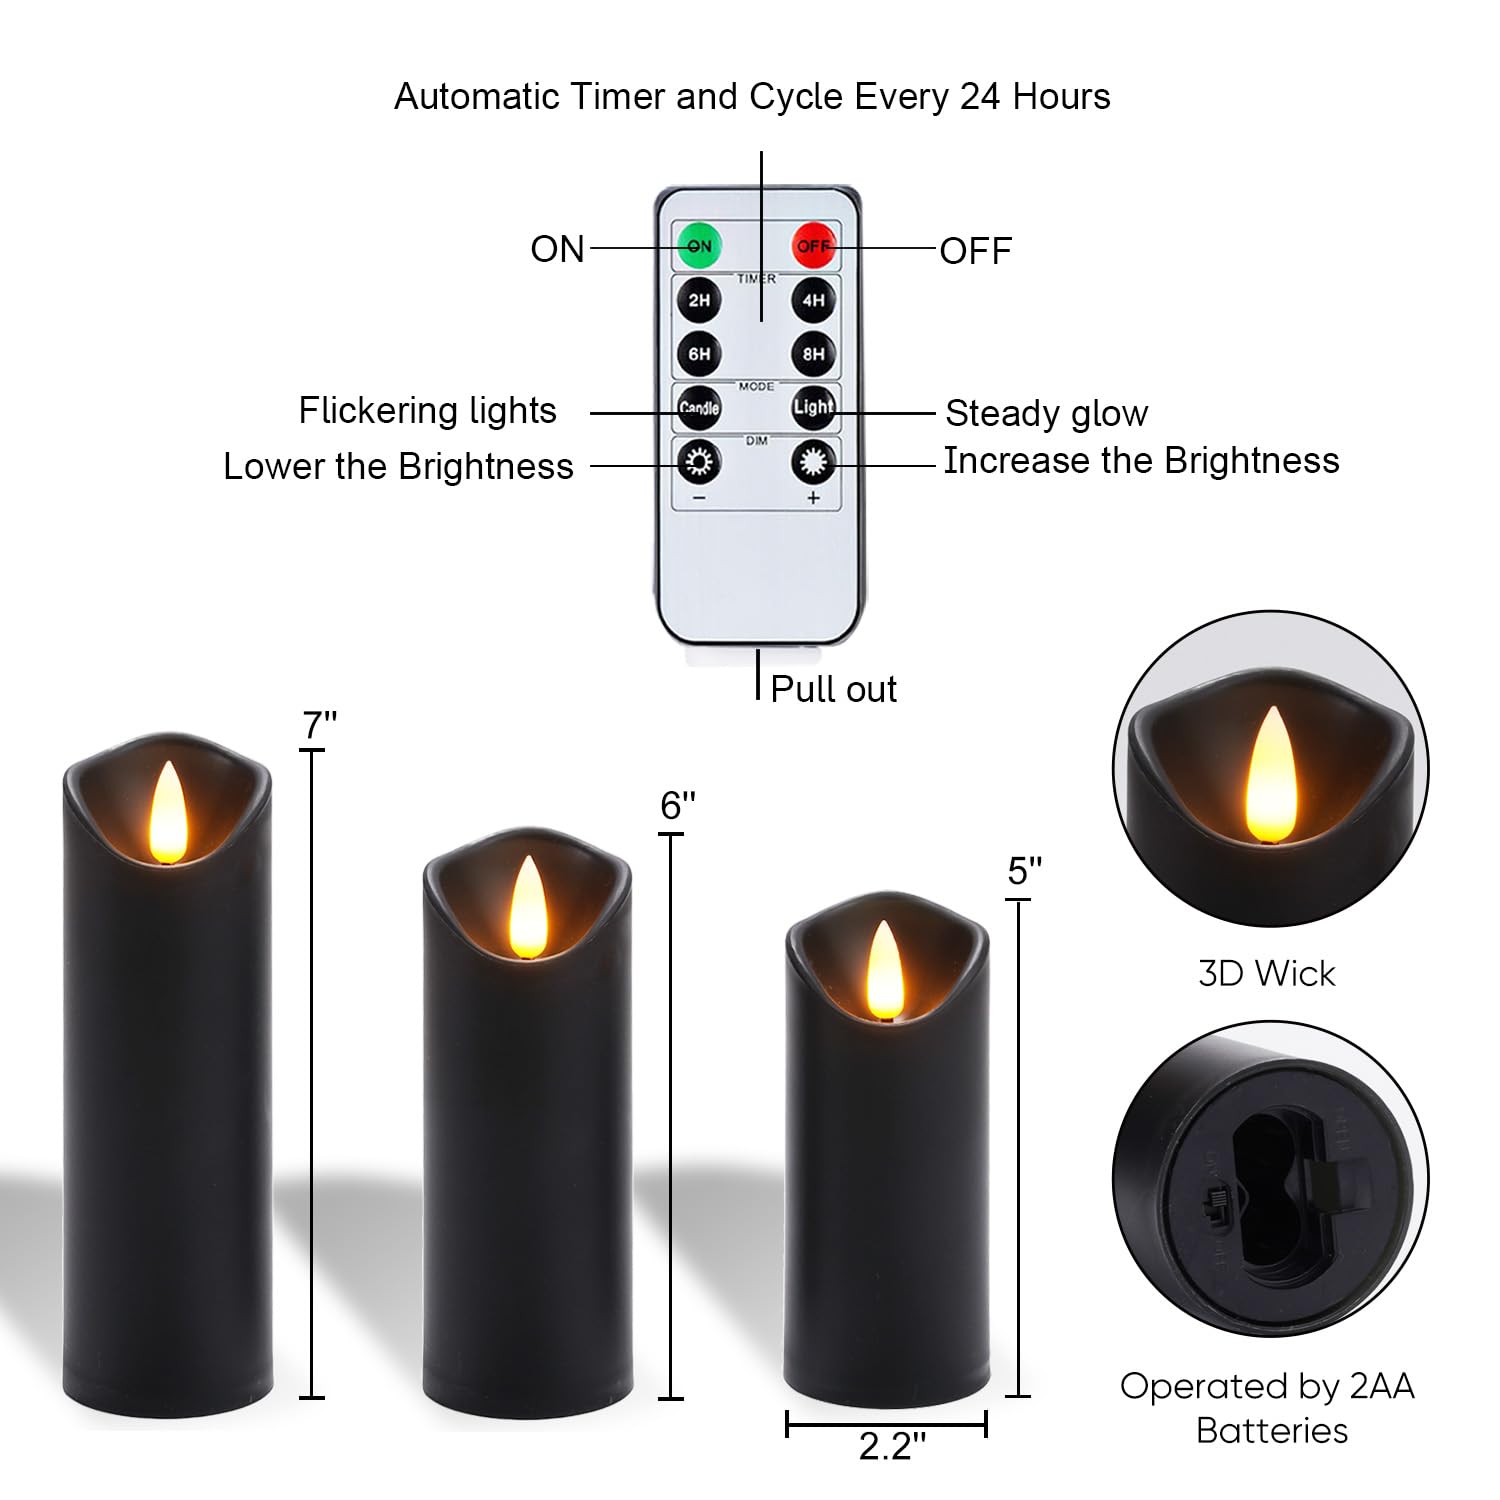 Automatic Timer and Cycle Every 24 Hours
ON
ON
OFF
OFF
TIMER
2H
4H
6H
8H
MODE
Flickering lights
Candle
Light
Steady glow
DIM
Lower the Brightness
Increase the Brightness
− +
Pull out
7"
6"
5"
2.2"
3D Wick
ON
OFF
Operated by 2AA
Batteries